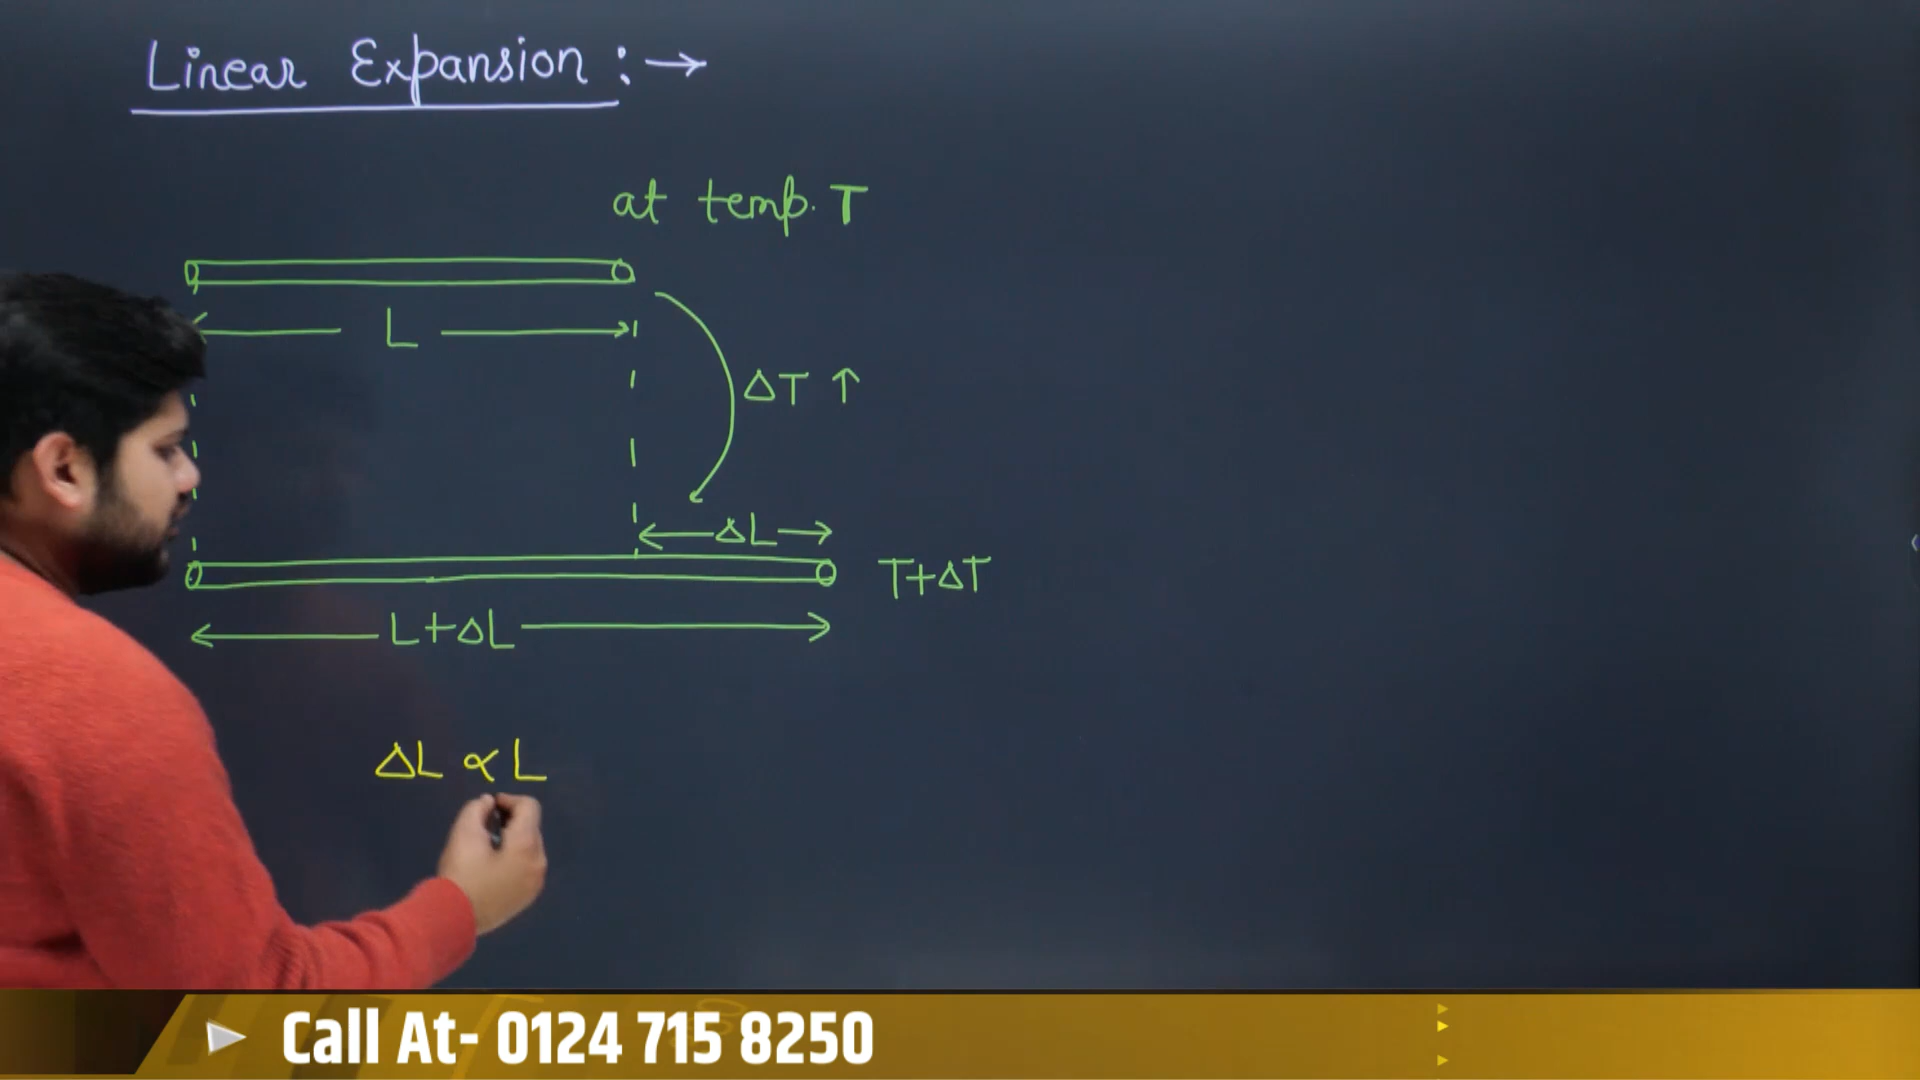 Linear Expansion :→
at temp. T
L
ΔT ↑
ΔL
T+ΔT
L+ΔL
ΔL ∝ L
Call At- 0124 715 8250